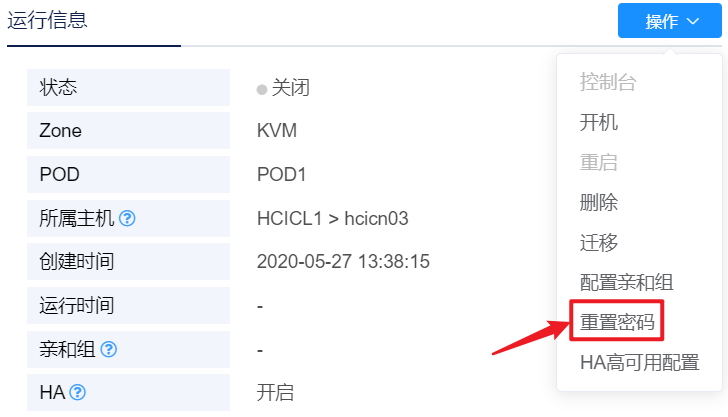 运行信息
操作
状态 关闭
Zone KVM
POD POD1
所属主机 HCICL1 > hcicn03
创建时间 2020-05-27 13:38:15
运行时间 -
亲和组 -
HA 开启
控制台
开机
重启
删除
迁移
配置亲和组
重置密码
HA高可用配置